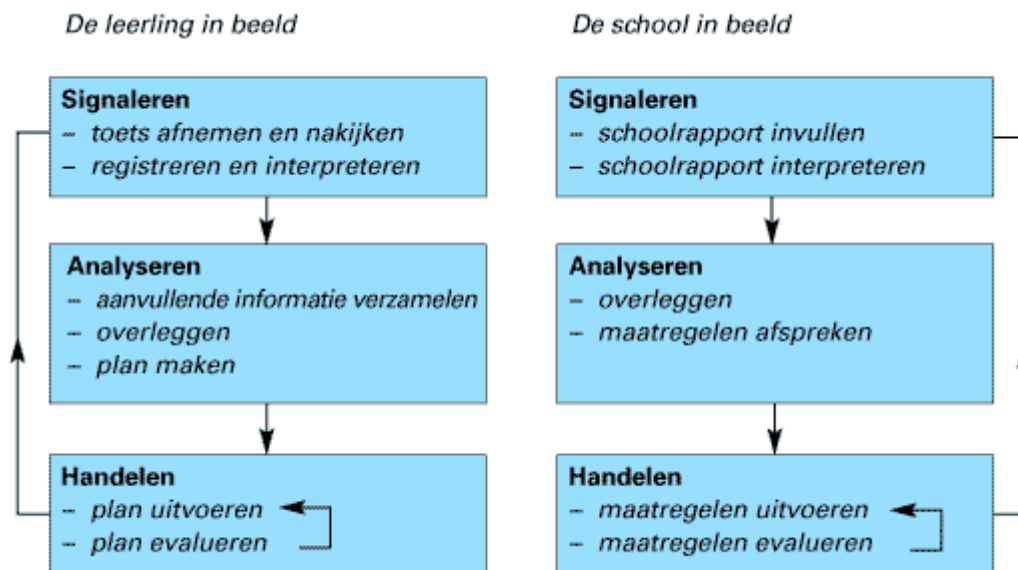 De leerling in beeld
Signaleren
– toets afnemen en nakijken
– registreren en interpreteren
Analyseren
– aanvullende informatie verzamelen
– overleggen
– plan maken
Handelen
– plan uitvoeren
– plan evalueren
De school in beeld
Signaleren
– schoolrapport invullen
– schoolrapport interpreteren
Analyseren
– overleggen
– maatregelen afspreken
Handelen
– maatregelen uitvoeren
– maatregelen evalueren